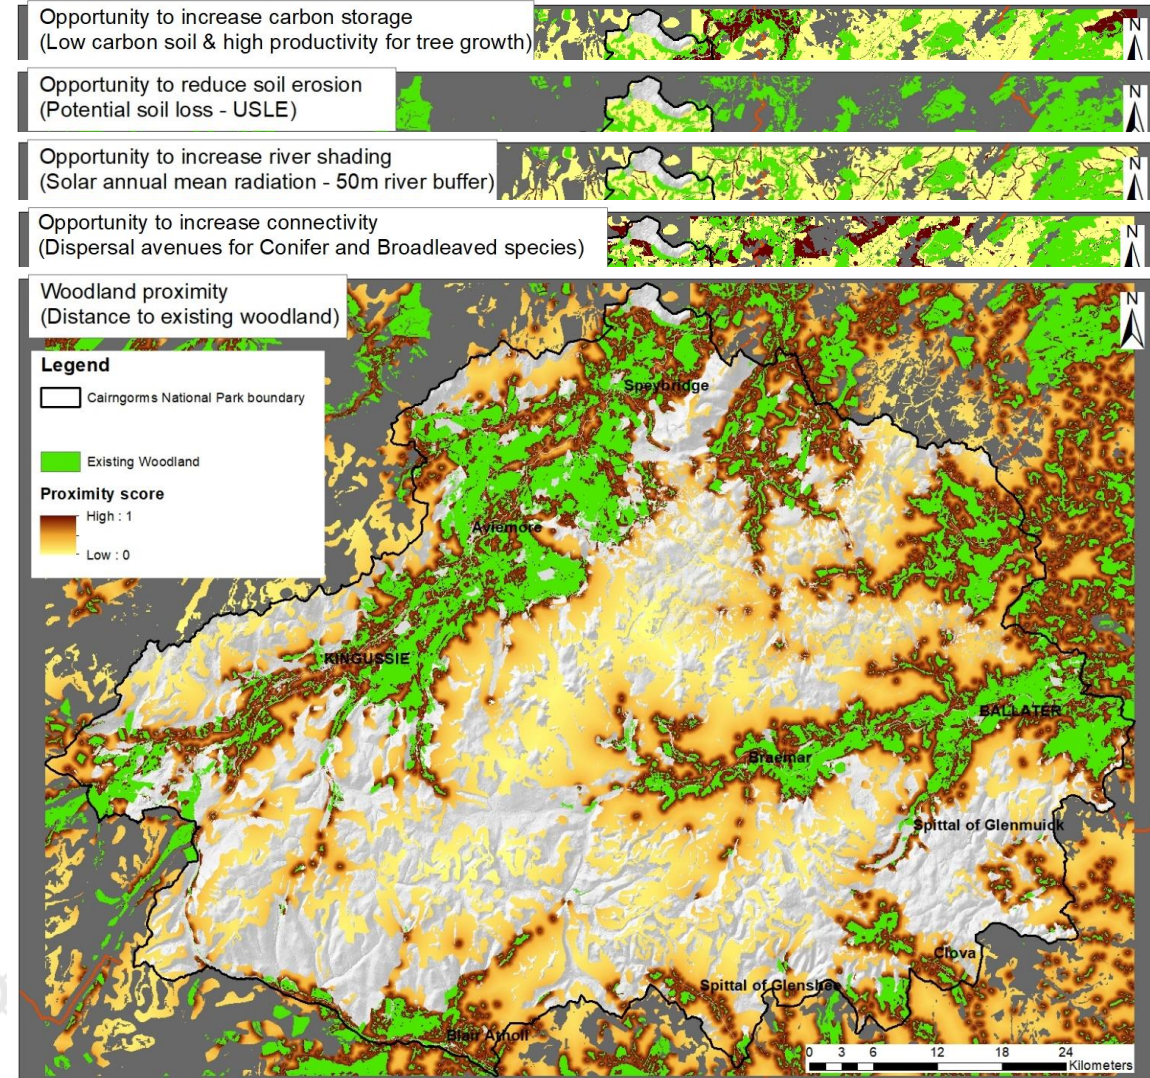 Opportunity to increase carbon storage
(Low carbon soil & high productivity for tree growth)
N
Opportunity to reduce soil erosion
(Potential soil loss - USLE)
N
Opportunity to increase river shading
(Solar annual mean radiation - 50m river buffer)
N
Opportunity to increase connectivity
(Dispersal avenues for Conifer and Broadleaved species)
N
Woodland proximity
(Distance to existing woodland)
N
Legend
Cairngorms National Park boundary
Existing Woodland
Proximity score
High : 1
Low : 0
Speybridge
Aviemore
KINGUSSIE
BALLATER
Braemar
Spittal of Glenmuick
Clova
Spittal of Glenshee
Blair Atholl
0 3 6 12 18 24
Kilometers